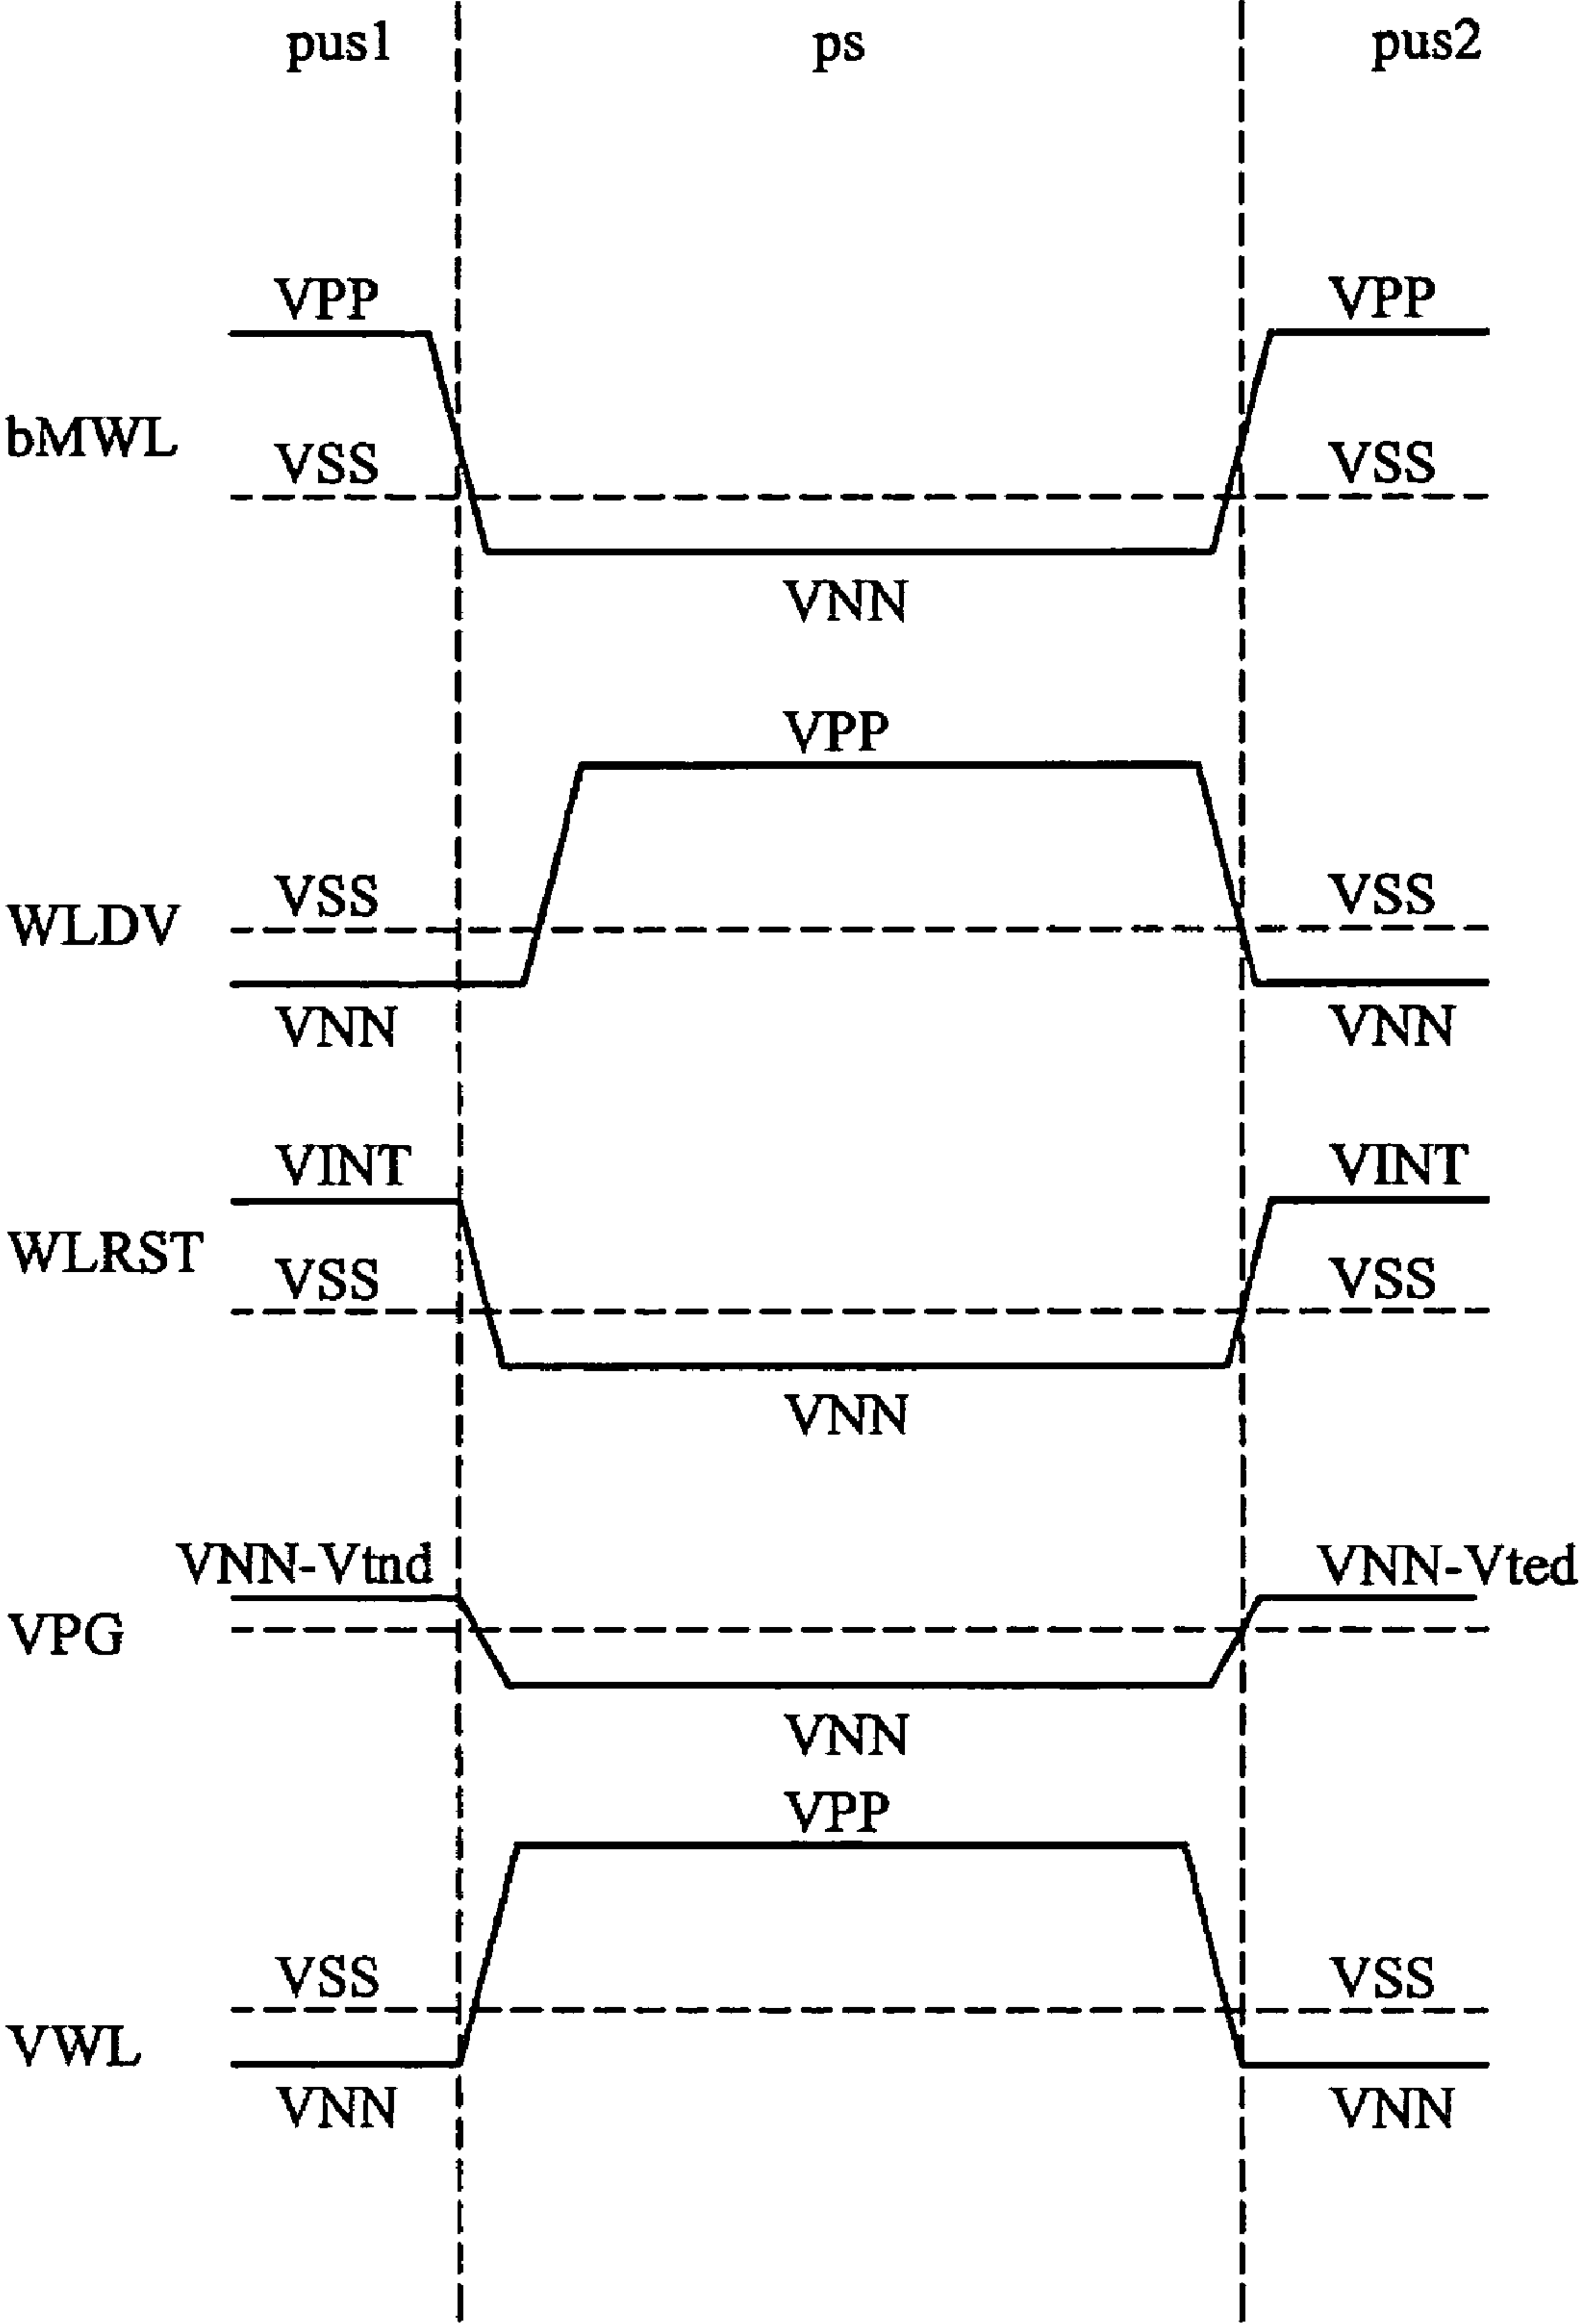 pus1 ps pus2
VPP VPP
bMWL
VSS VSS
VNN
VPP
VSS VSS
WLDV
VNN VNN
VINT VINT
WLRST
VSS VSS
VNN
VNN-Vtnd VNN-Vted
VPG
VNN
VPP
VSS VSS
VWL
VNN VNN